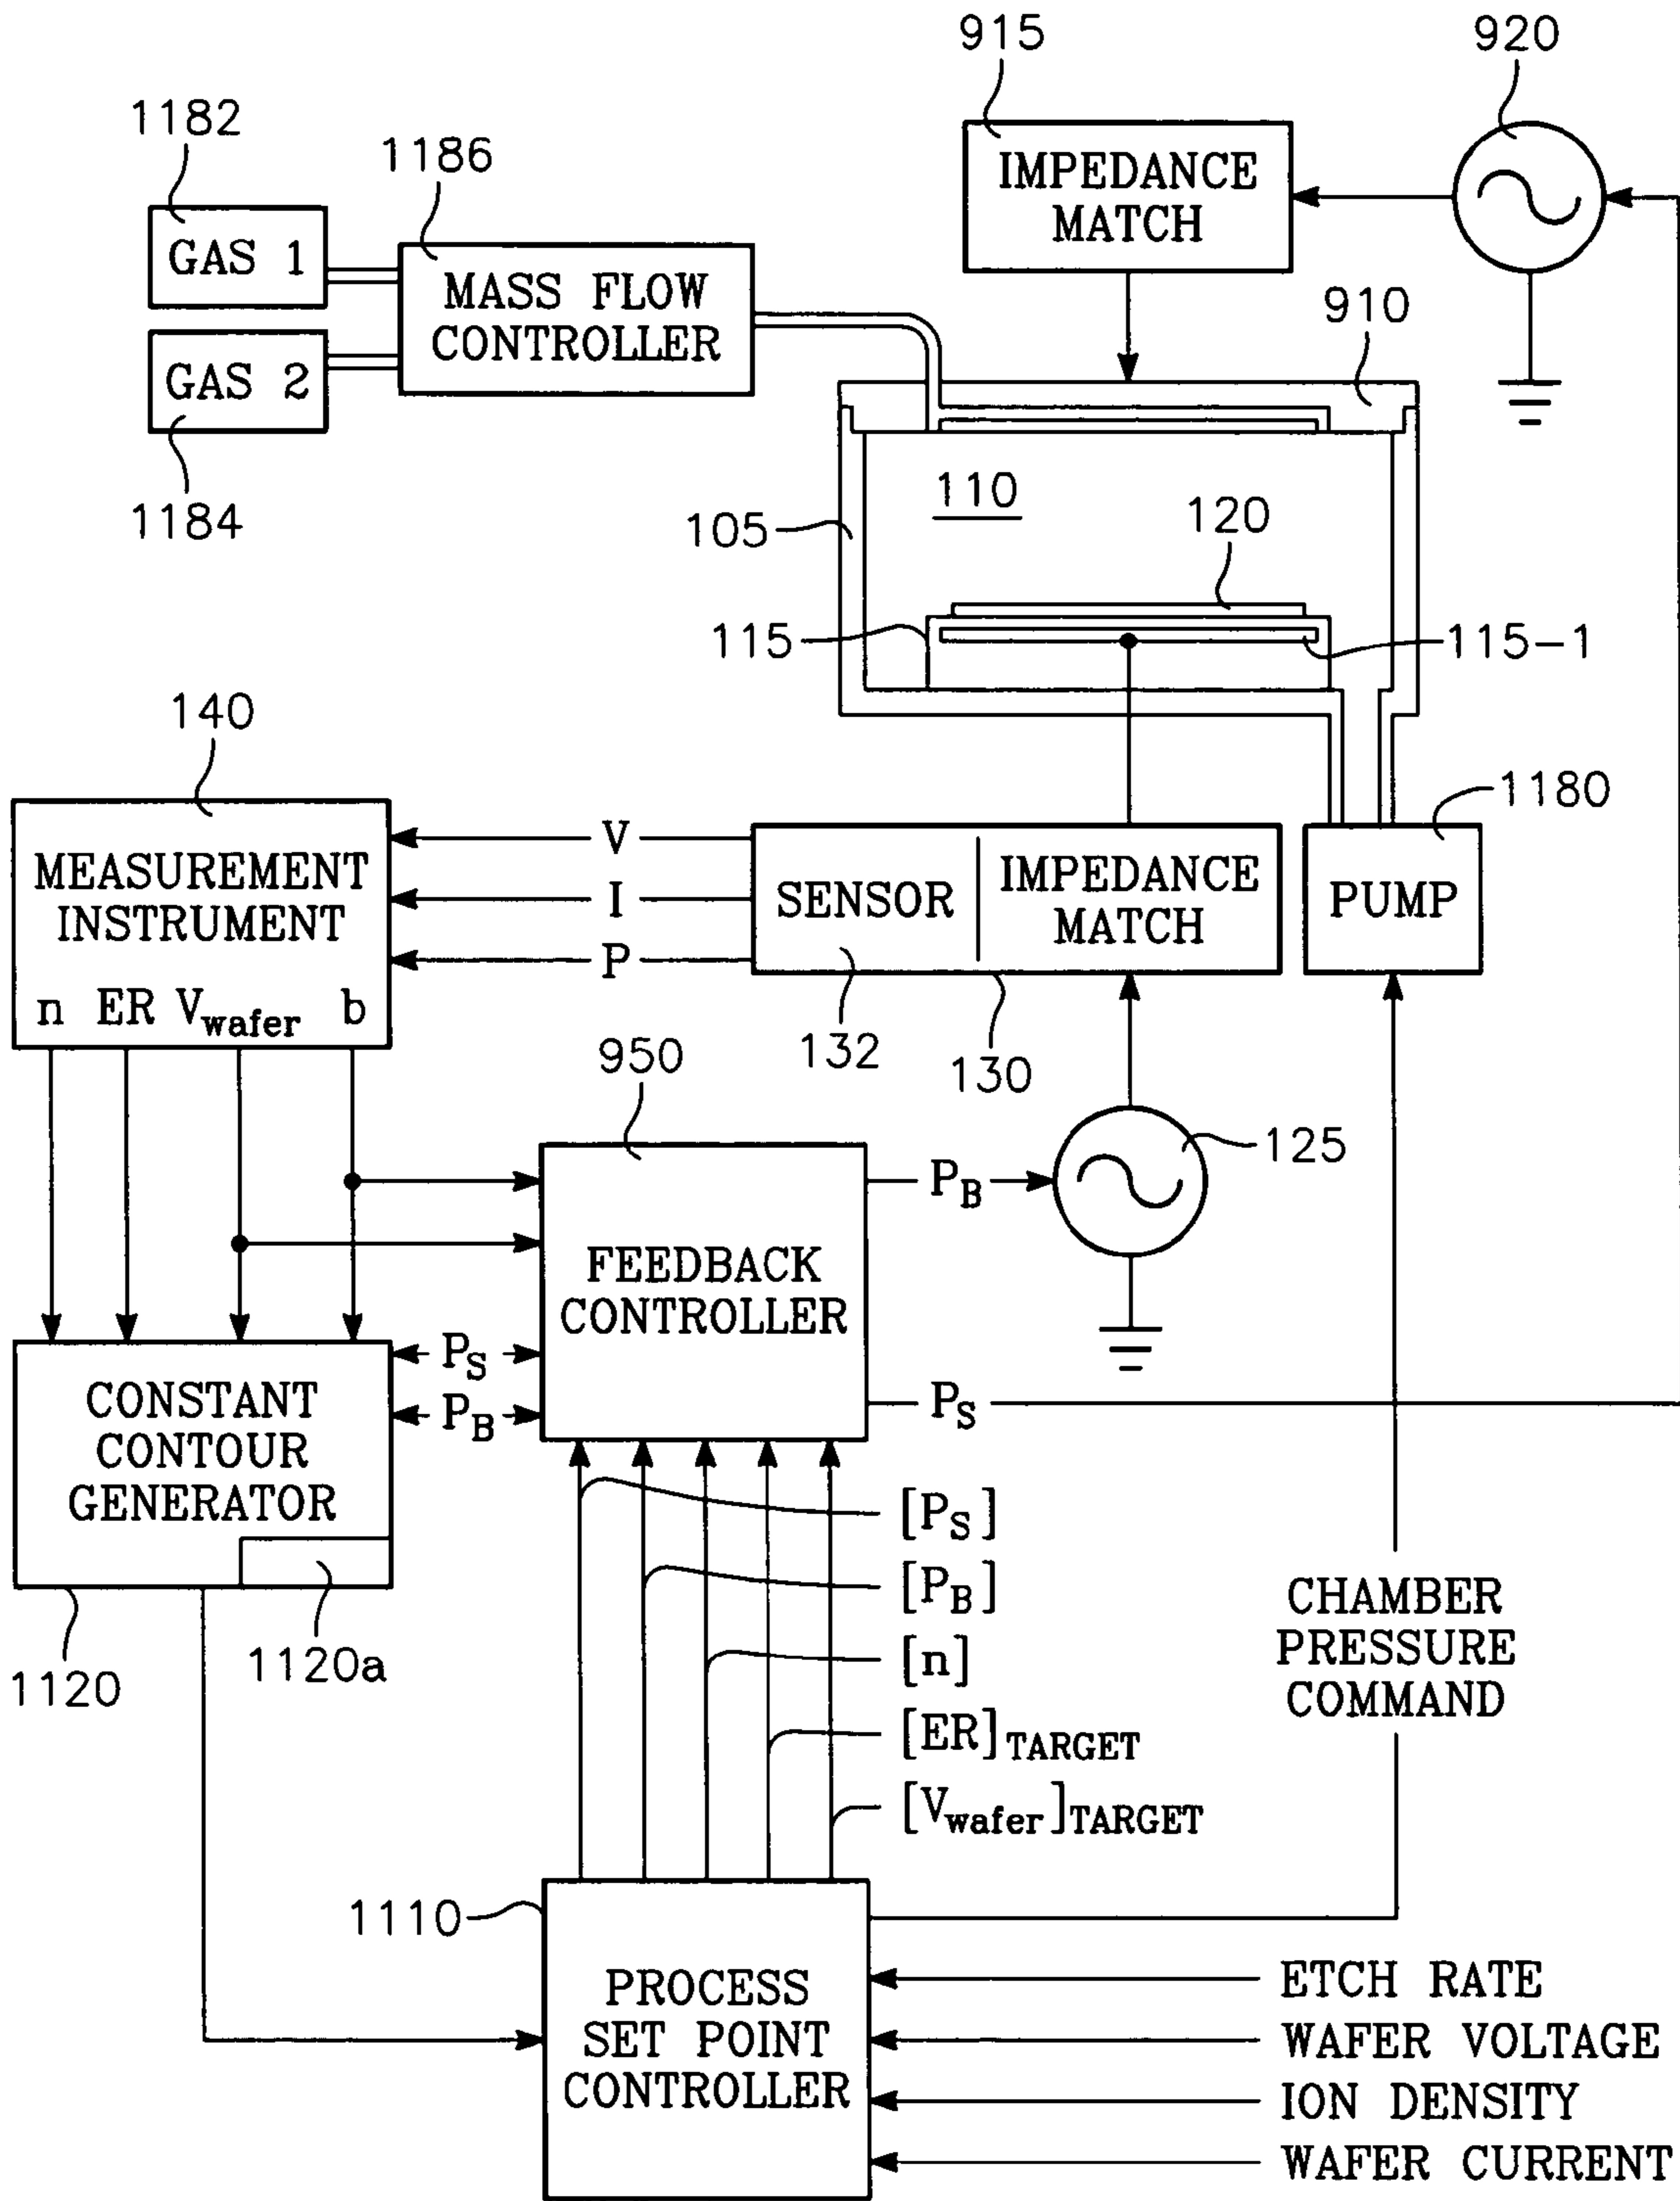 915
920
1182
1186
IMPEDANCE
MATCH
GAS 1
MASS FLOW
CONTROLLER
910
GAS 2
1184
110
105
120
115
115-1
140
1180
MEASUREMENT
INSTRUMENT
V
I
P
SENSOR
IMPEDANCE
MATCH
PUMP
n ER Vwafer b
132
130
950
125
PB
FEEDBACK
CONTROLLER
PS
PB
PS
CONSTANT
CONTOUR
GENERATOR
[PS]
[PB]
[n]
[ER]TARGET
[Vwafer]TARGET
1120
1120a
CHAMBER
PRESSURE
COMMAND
1110
PROCESS
SET POINT
CONTROLLER
ETCH RATE
WAFER VOLTAGE
ION DENSITY
WAFER CURRENT